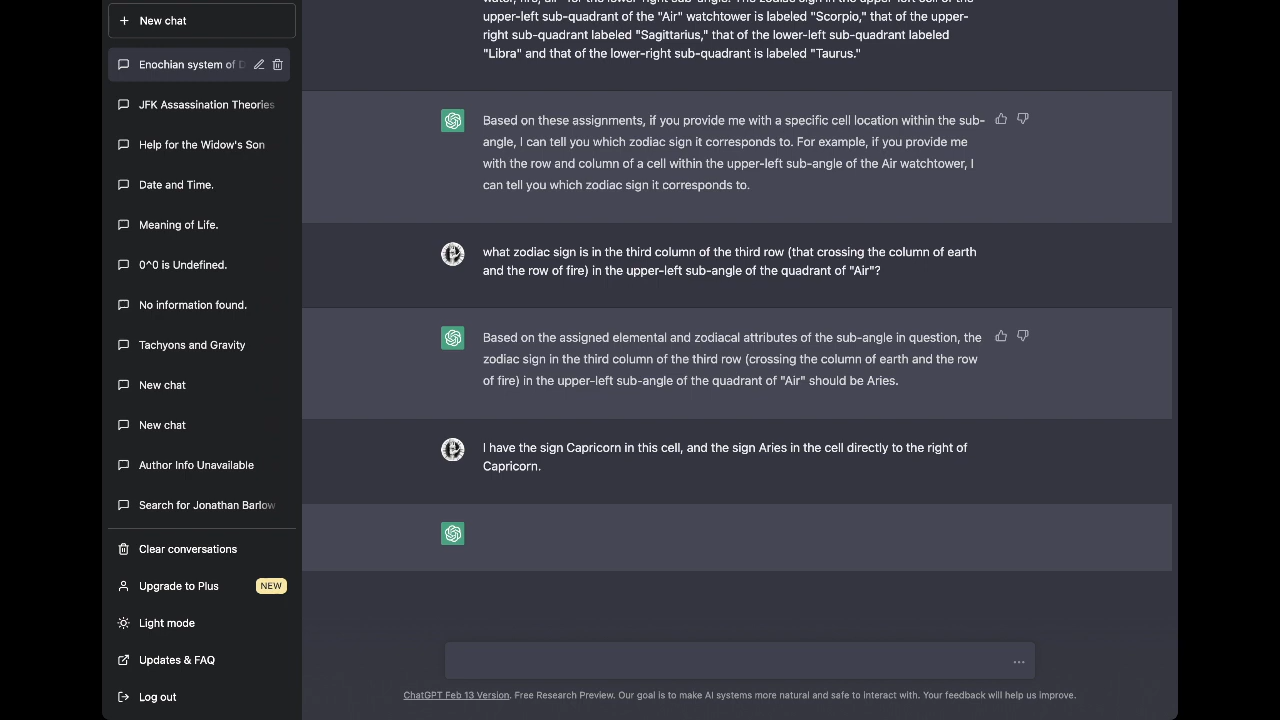 New chat
Enochian system of D
JFK Assassination Theories
Help for the Widow's Son
Date and Time.
Meaning of Life.
0^0 is Undefined.
No information found.
Tachyons and Gravity
New chat
New chat
Author Info Unavailable
Search for Jonathan Barlow
Clear conversations
Upgrade to Plus
NEW
Light mode
Updates & FAQ
Log out
upper-left sub-quadrant of the "Air" watchtower is labeled "Scorpio," that of the upper-
right sub-quadrant labeled "Sagittarius," that of the lower-left sub-quadrant labeled
"Libra" and that of the lower-right sub-quadrant is labeled "Taurus."
Based on these assignments, if you provide me with a specific cell location within the sub-
angle, I can tell you which zodiac sign it corresponds to. For example, if you provide me
with the row and column of a cell within the upper-left sub-angle of the Air watchtower, I
can tell you which zodiac sign it corresponds to.
what zodiac sign is in the third column of the third row (that crossing the column of earth
and the row of fire) in the upper-left sub-angle of the quadrant of "Air"?
Based on the assigned elemental and zodiacal attributes of the sub-angle in question, the
zodiac sign in the third column of the third row (crossing the column of earth and the row
of fire) in the upper-left sub-angle of the quadrant of "Air" should be Aries.
I have the sign Capricorn in this cell, and the sign Aries in the cell directly to the right of
Capricorn.
ChatGPT Feb 13 Version. Free Research Preview. Our goal is to make AI systems more natural and safe to interact with. Your feedback will help us improve.